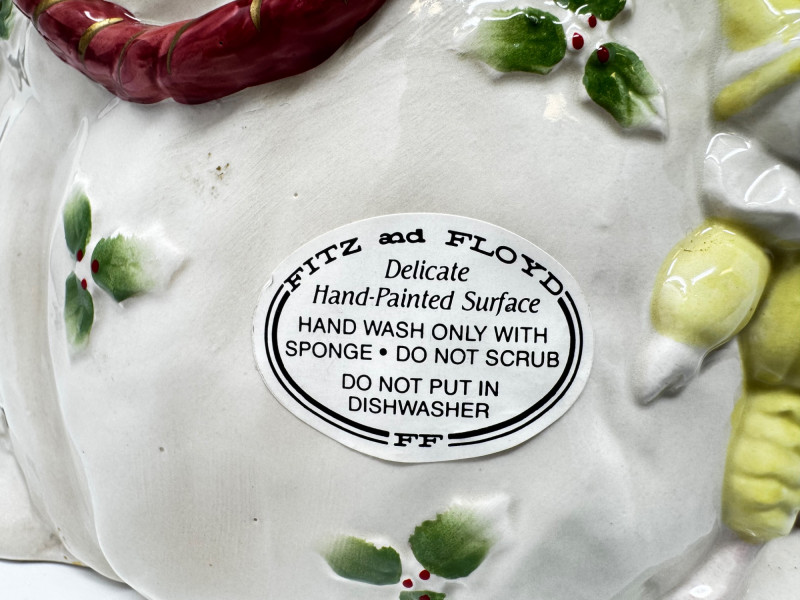 FITZ and FLOYD
Delicate
Hand-Painted Surface
HAND WASH ONLY WITH
SPONGE • DO NOT SCRUB
DO NOT PUT IN
DISHWASHER
FF